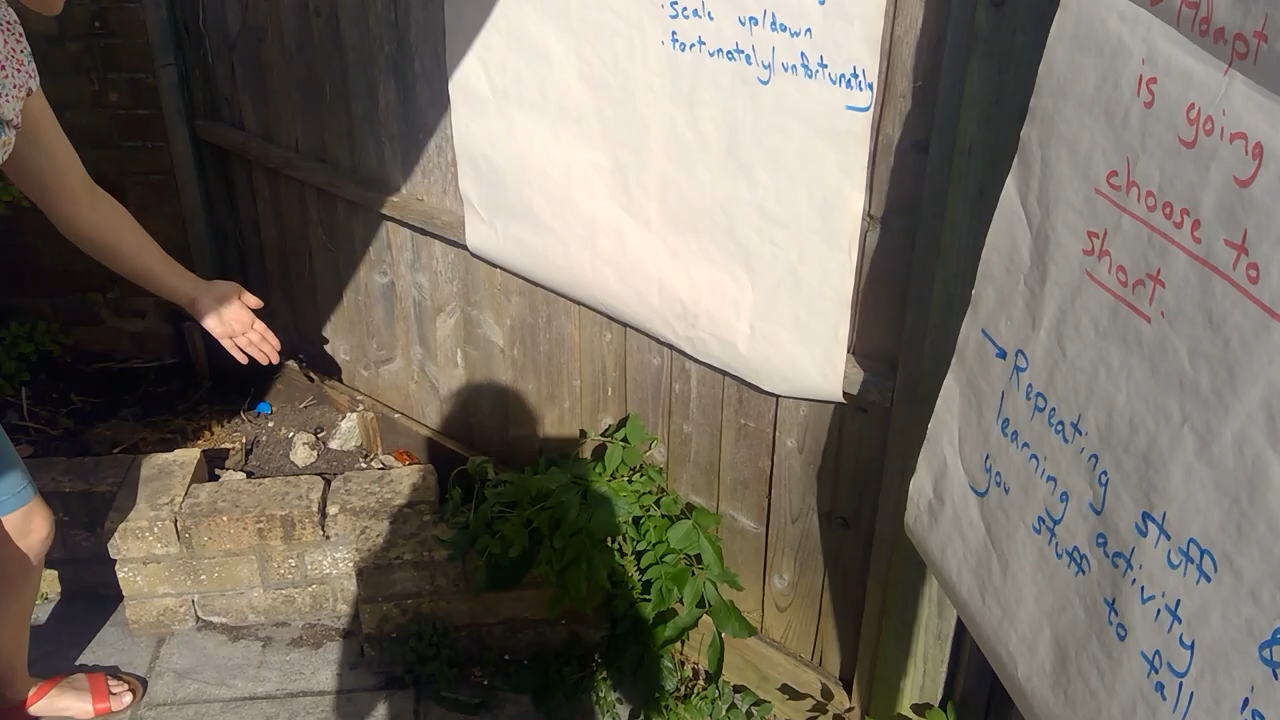 · scale up/down
· fortunately/unfortunately
Adapt
is going
choose to
short.
→ Repeating stuff
learning activity
you stuff to fall